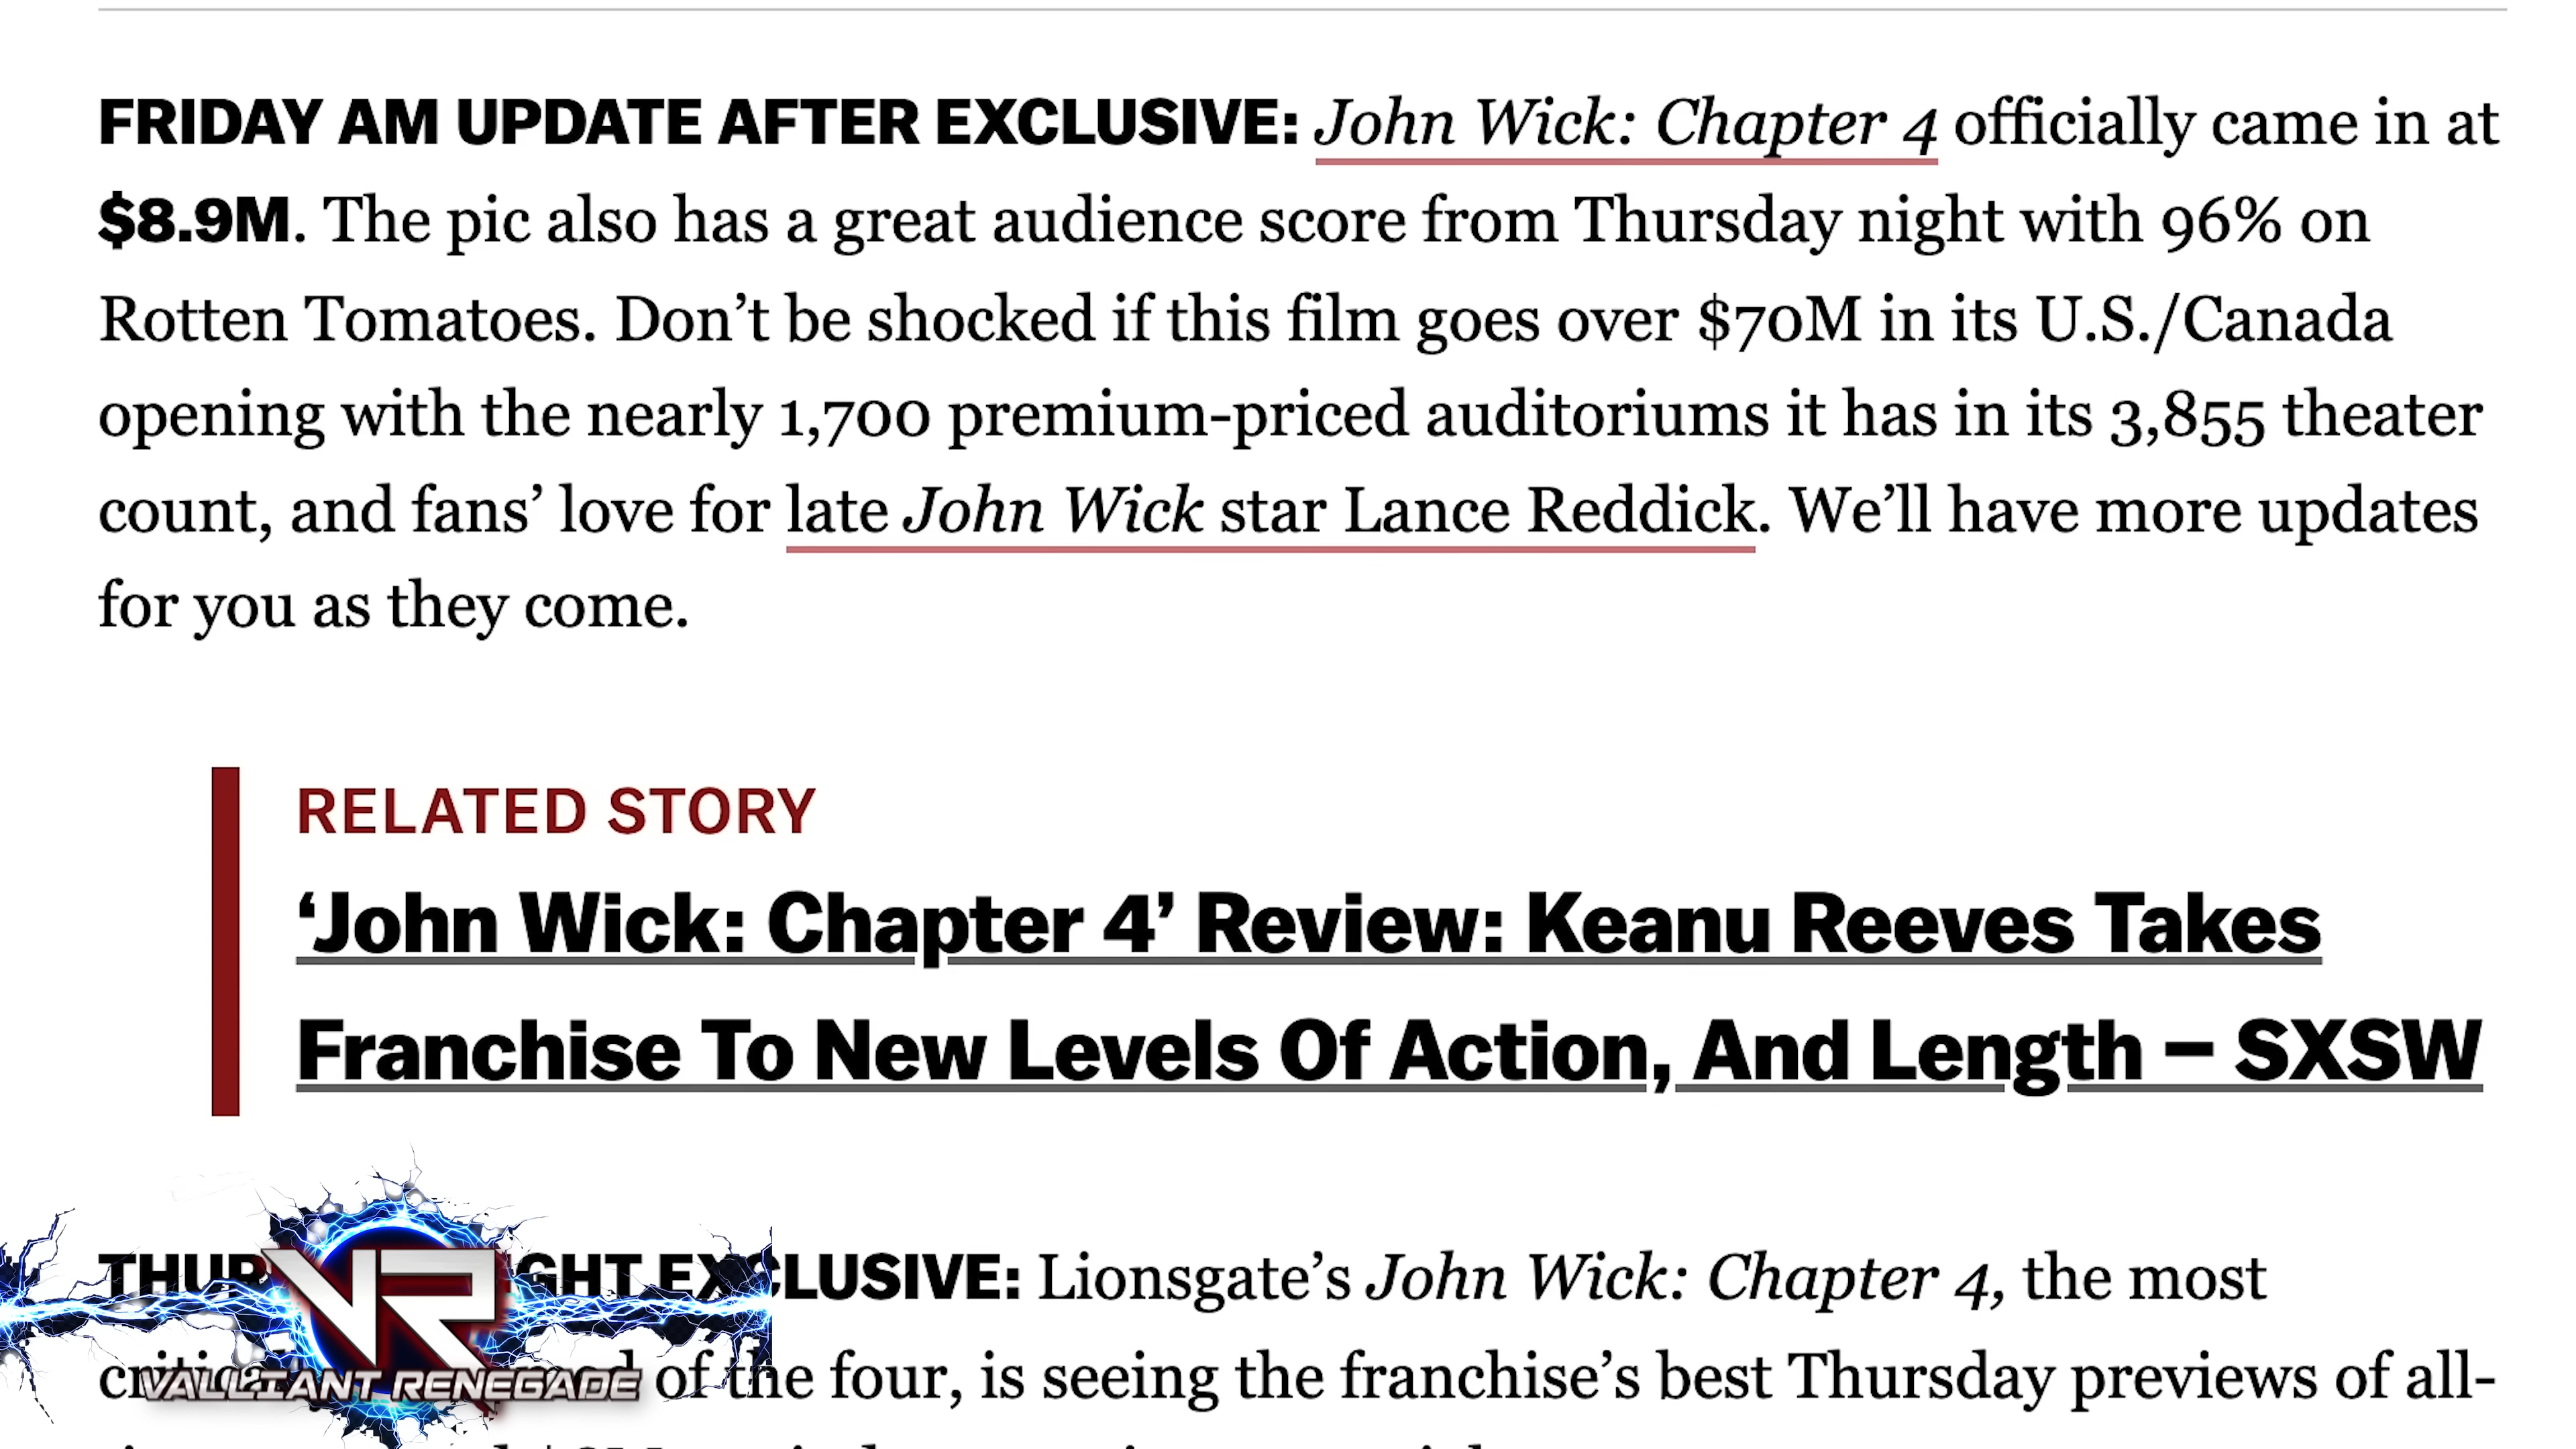 FRIDAY AM UPDATE AFTER EXCLUSIVE: John Wick: Chapter 4 officially came in at
$8.9M. The pic also has a great audience score from Thursday night with 96% on
Rotten Tomatoes. Don’t be shocked if this film goes over $70M in its U.S./Canada
opening with the nearly 1,700 premium-priced auditoriums it has in its 3,855 theater
count, and fans’ love for late John Wick star Lance Reddick. We’ll have more updates
for you as they come.
RELATED STORY
‘John Wick: Chapter 4’ Review: Keanu Reeves Takes
Franchise To New Levels Of Action, And Length – SXSW
EXCLUSIVE: Lionsgate’s John Wick: Chapter 4, the most
of the four, is seeing the franchise’s best Thursday previews of all-
VR
VALLIANT RENEGADE